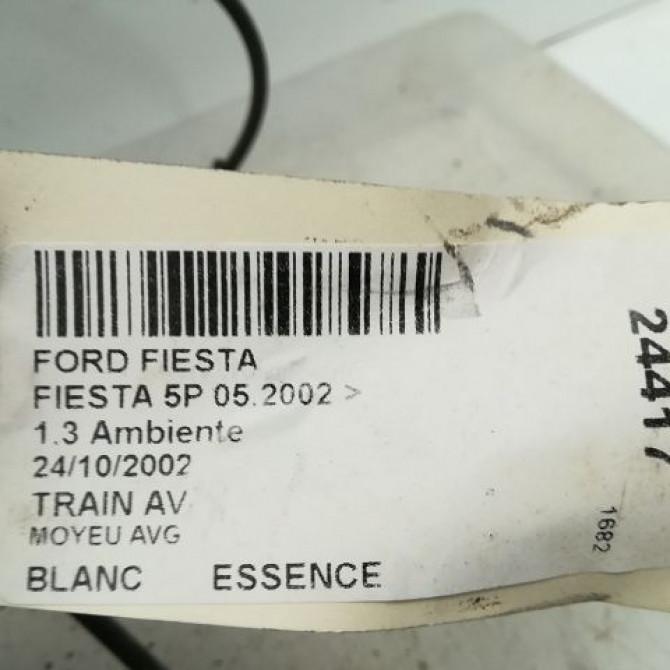 FORD FIESTA
FIESTA 5P 05.2002 >
1.3 Ambiente
24/10/2002
TRAIN AV
MOYEU AVG
BLANC ESSENCE
24417
1682